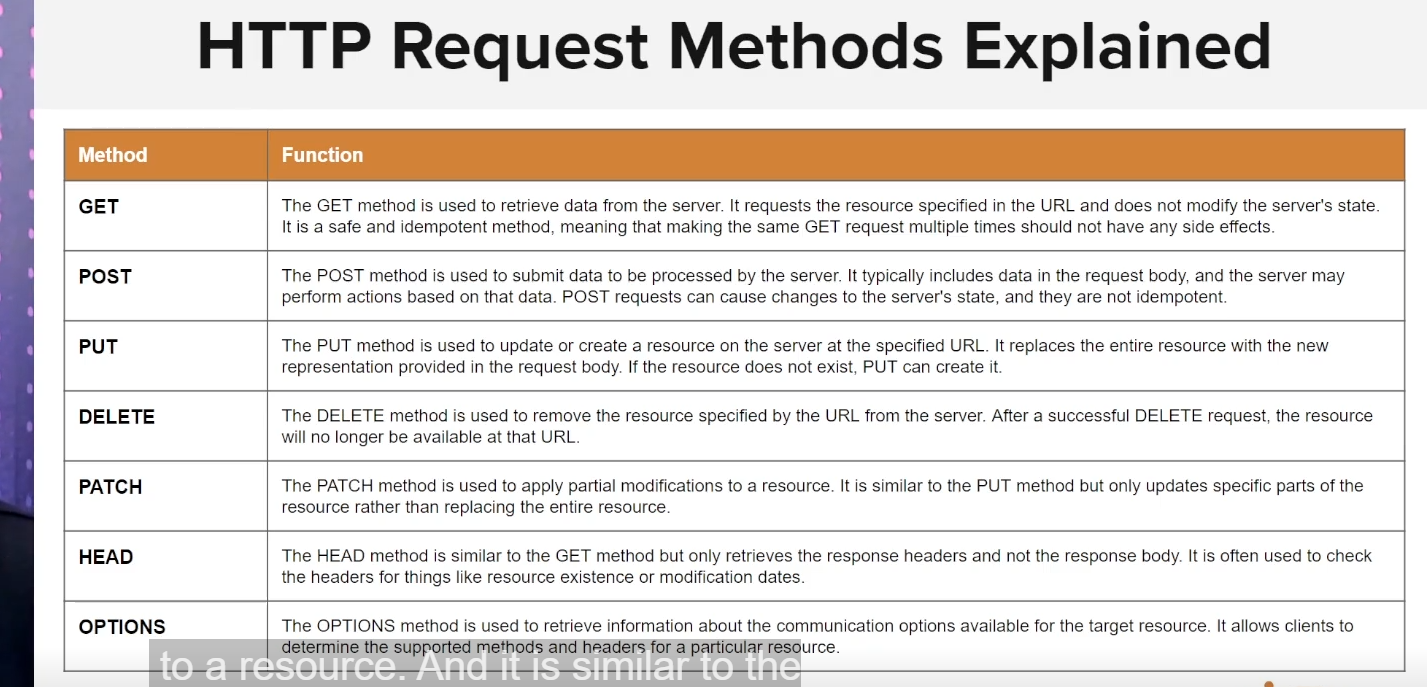 HTTP Request Methods Explained
Method
Function
GET
The GET method is used to retrieve data from the server. It requests the resource specified in the URL and does not modify the server's state.
It is a safe and idempotent method, meaning that making the same GET request multiple times should not have any side effects.
POST
The POST method is used to submit data to be processed by the server. It typically includes data in the request body, and the server may
perform actions based on that data. POST requests can cause changes to the server's state, and they are not idempotent.
PUT
The PUT method is used to update or create a resource on the server at the specified URL. It replaces the entire resource with the new
representation provided in the request body. If the resource does not exist, PUT can create it.
DELETE
The DELETE method is used to remove the resource specified by the URL from the server. After a successful DELETE request, the resource
will no longer be available at that URL.
PATCH
The PATCH method is used to apply partial modifications to a resource. It is similar to the PUT method but only updates specific parts of the
resource rather than replacing the entire resource.
HEAD
The HEAD method is similar to the GET method but only retrieves the response headers and not the response body. It is often used to check
the headers for things like resource existence or modification dates.
OPTIONS
The OPTIONS method is used to retrieve information about the communication options available for the target resource. It allows clients to
determine the supported methods and headers for a particular resource.
to a resource. And it is similar to the